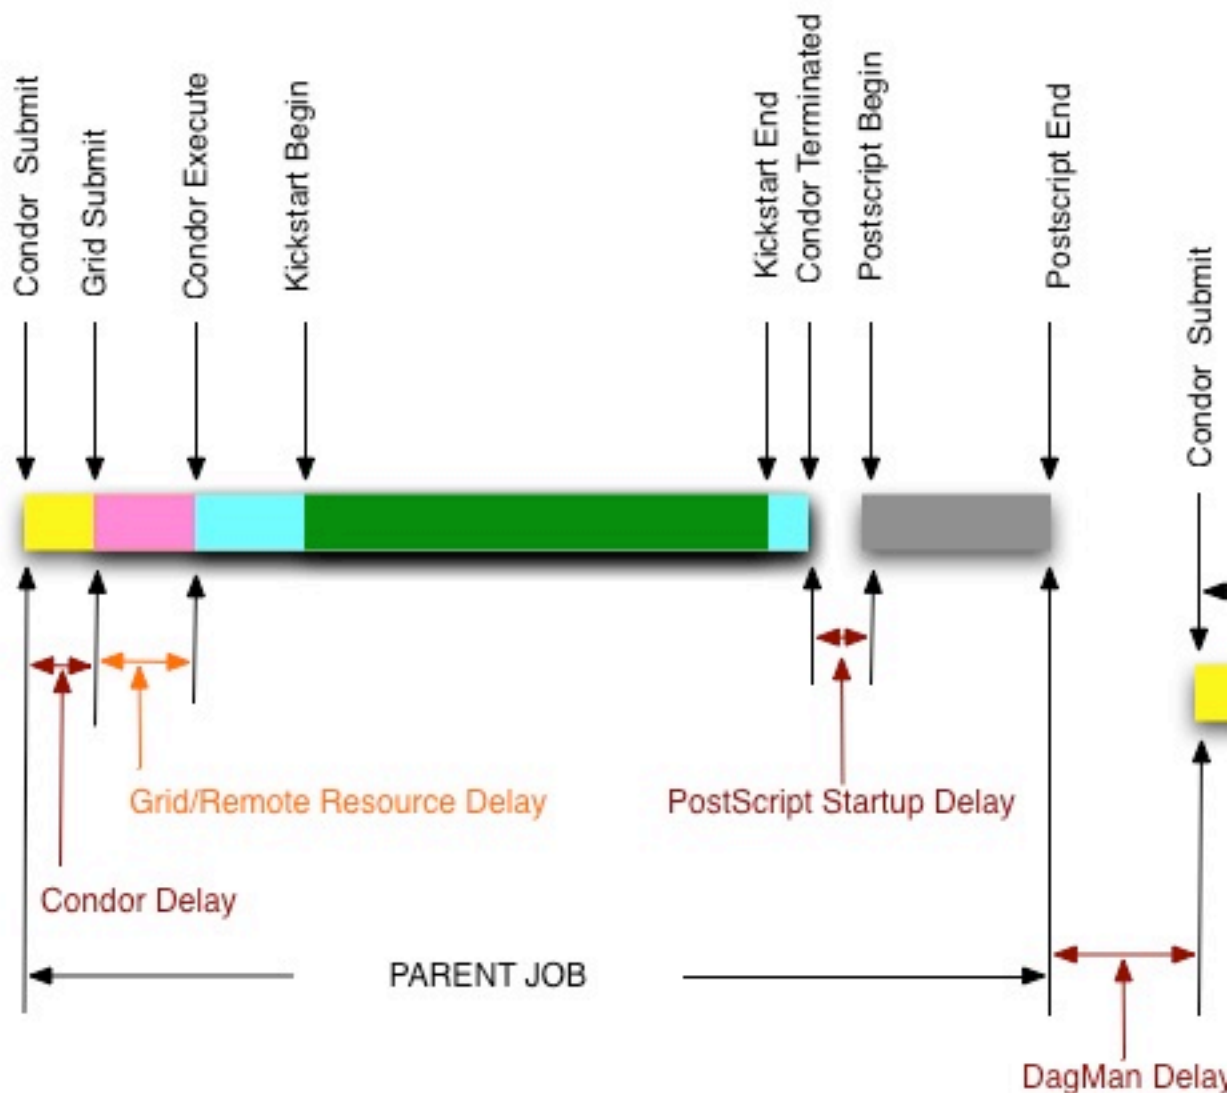 Condor Submit
Grid Submit
Condor Execute
Kickstart Begin
Kickstart End
Condor Terminated
Postscript Begin
Postscript End
Condor Submit
Grid/Remote Resource Delay
PostScript Startup Delay
Condor Delay
PARENT JOB
DagMan Delay